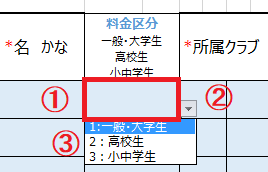 *名 かな
料金区分
一般・大学生
高校生
小中学生
*所属クラブ
①
②
③
1:一般・大学生
2：高校生
3：小中学生